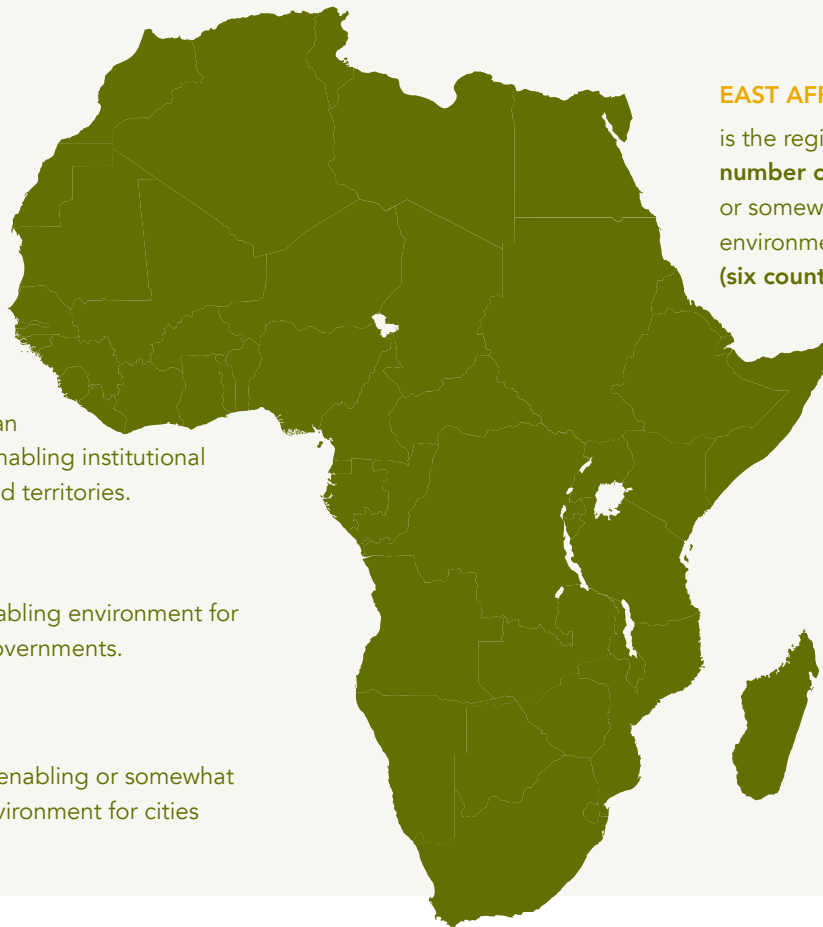 EAST AF
is the regi
number o
or somew
environme
(six count
an
nabling institutional
d territories.
abling environment for
overnments.
enabling or somewhat
vironment for cities